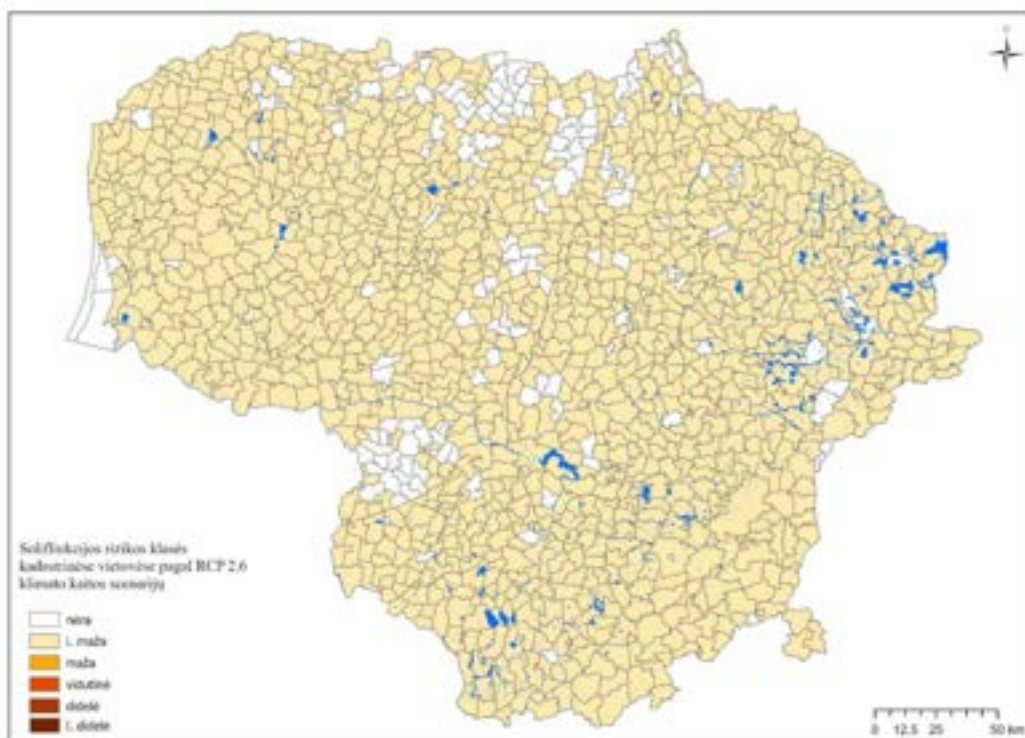 Solifliukcijos rizikos klasės
kadastrinėse vietovėse pagal RCP 2.6
klimato kaitos scenarijų
nėra
l. maža
maža
vidutinė
didelė
l. didelė
0 12,5 25 50 km